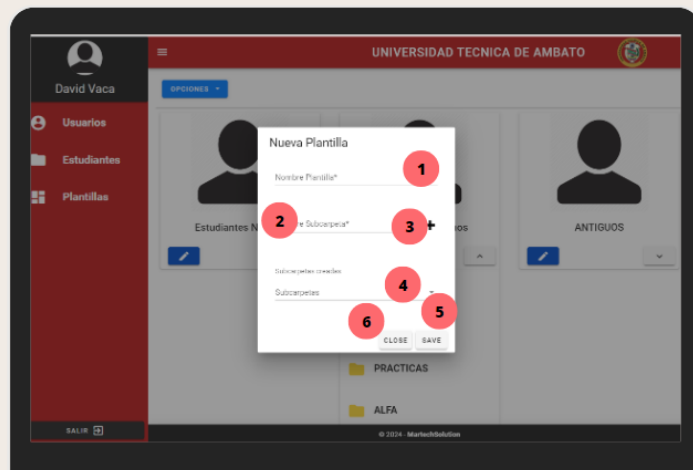 UNIVERSIDAD TECNICA DE AMBATO
David Vaca
OPCIONES
Usuarios
Estudiantes
Plantillas
Nueva Plantilla
Nombre Plantilla*
1
2
e Subcarpeta*
3
Subcarpetas creadas
Subcarpetas
4
5
6
CLOSE
SAVE
Estudiantes N
os
ANTIGUOS
PRACTICAS
ALFA
SALIR
© 2024 - MartechSolution